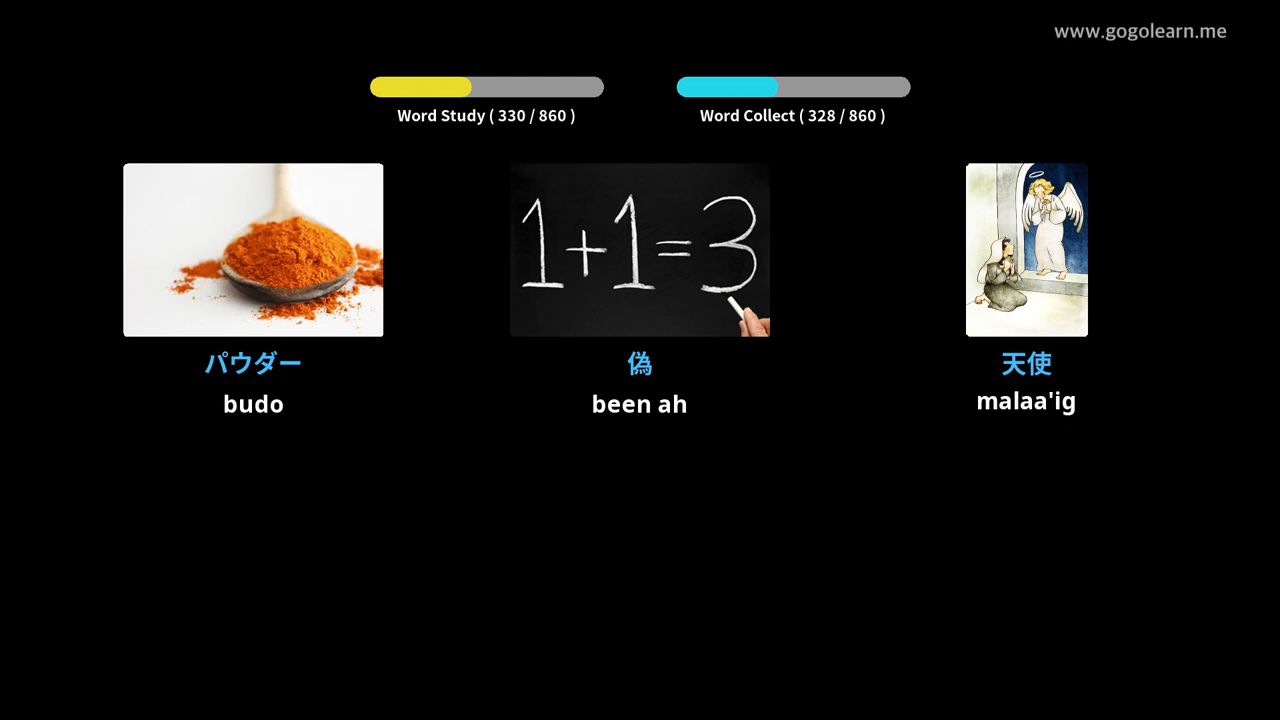 www.gogolearn.me
Word Study ( 330 / 860 )
Word Collect ( 328 / 860 )
1+1=3
パウダー
偽
天使
budo
been ah
malaa'ig